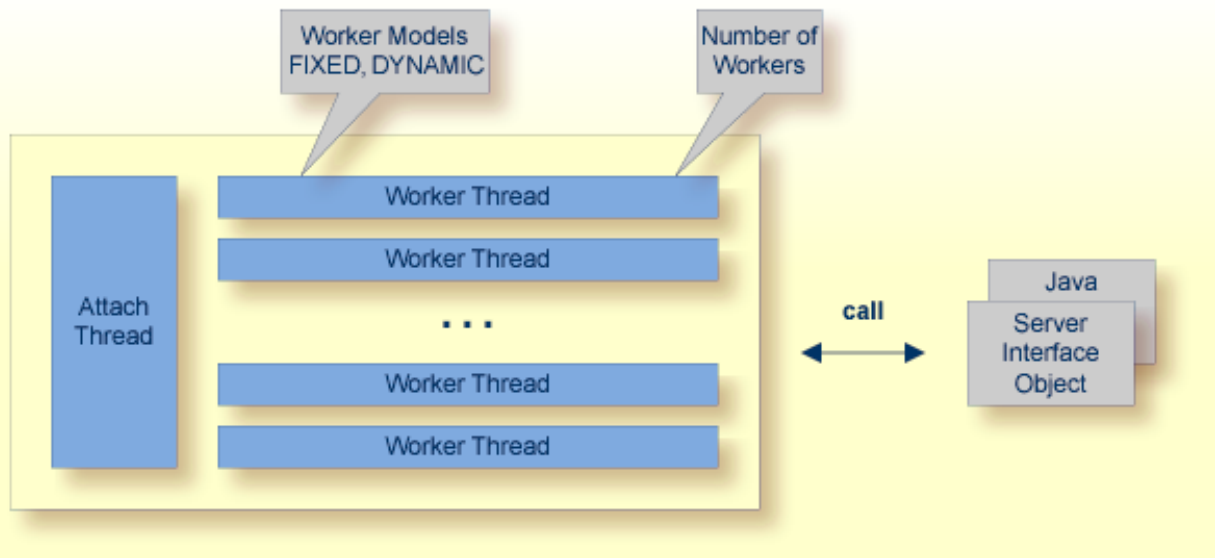 Worker Models
FIXED, DYNAMIC
Number of
Workers
Worker Thread
Worker Thread
Attach
Thread
. . .
Worker Thread
Worker Thread
call
Java
Server
Interface
Object